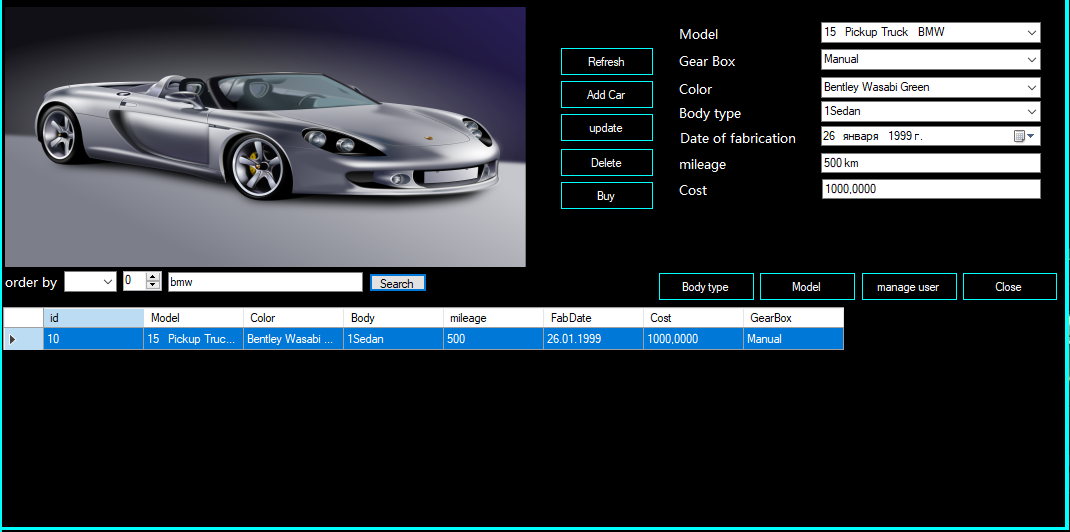 Model 15 Pickup Truck BMW
Refresh Gear Box Manual
Add Car Color Bentley Wasabi Green
Body type 1Sedan
update Date of fabrication 26 января 1999 г.
Delete mileage 500 km
Buy Cost 1000,0000
order by 0 bmw Search Body type Model manage user Close
id Model Color Body mileage FabDate Cost GearBox
10 15 Pickup Truc... Bentley Wasabi ... 1Sedan 500 26.01.1999 1000,0000 Manual